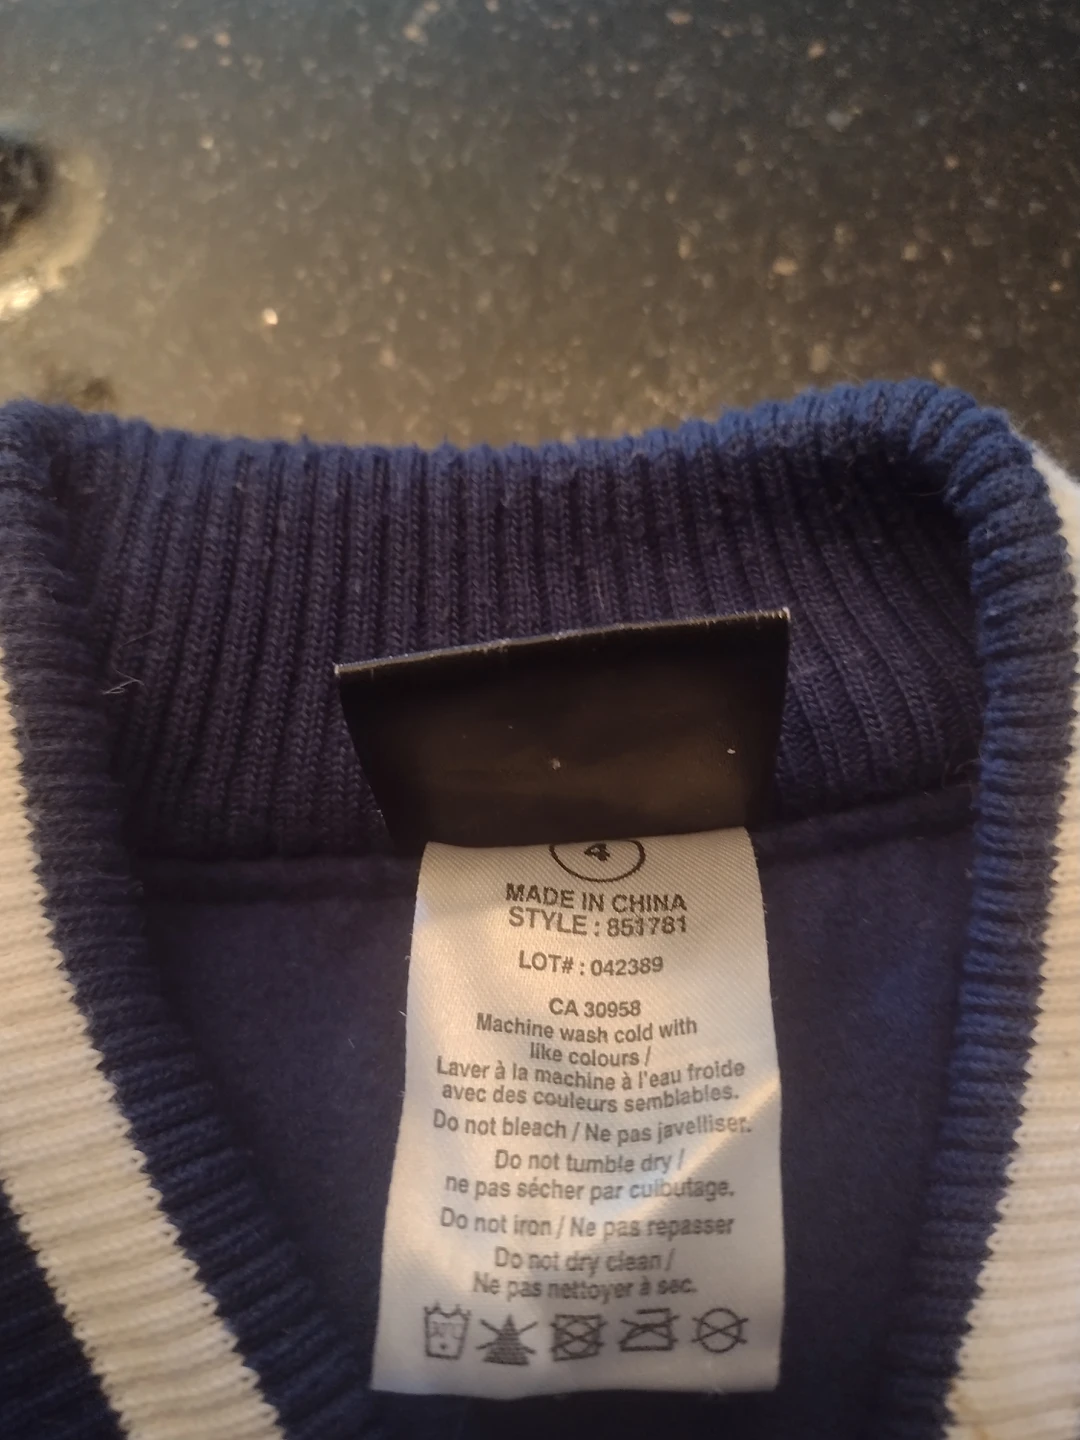 4
MADE IN CHINA
STYLE : 851781
LOT# : 042389
CA 30958
Machine wash cold with
like colours /
Laver à la machine à l'eau froide
avec des couleurs semblables.
Do not bleach / Ne pas javelliser.
Do not tumble dry /
ne pas sécher par culbutage.
Do not iron / Ne pas repasser
Do not dry clean /
Ne pas nettoyer à sec.